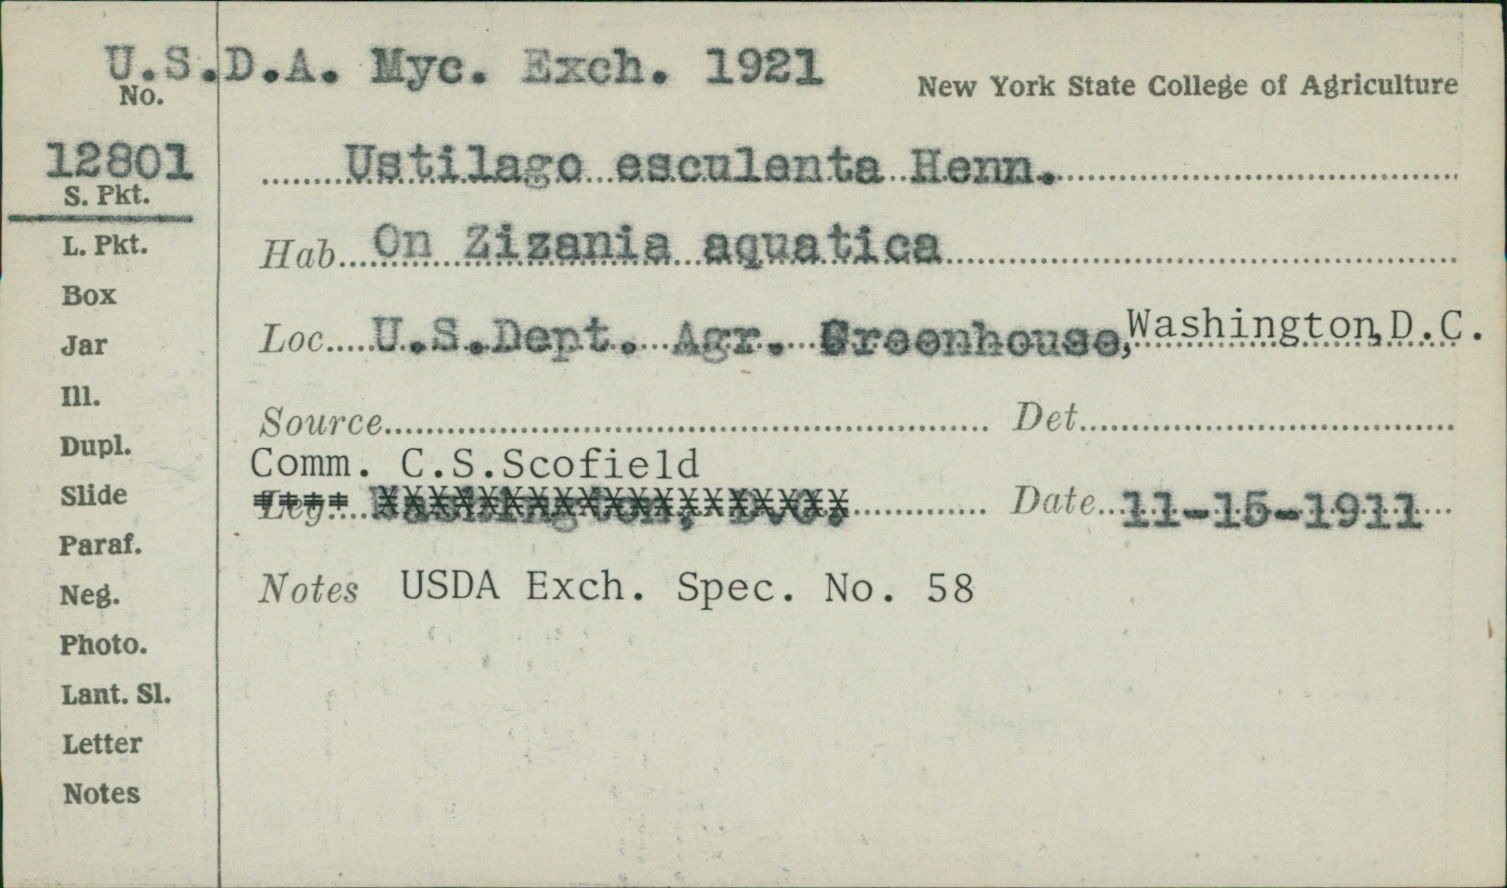 U.S.D.A. Myc. Exch. 1921
New York State College of Agriculture
No.
12801
Ustilago esculenta Henn.
S. Pkt.
L. Pkt.
Hab. On Zizania aquatica
Box
Jar
Loc. U.S.Dept. Agr. Greenhouse, Washington,D.C.
Ill.
Source Det.
Dupl.
Comm. C.S.Scofield
Slide
Leg. Washington, D.C. Date 11-15-1911
Paraf.
Neg.
Notes USDA Exch. Spec. No. 58
Photo.
Lant. Sl.
Letter
Notes